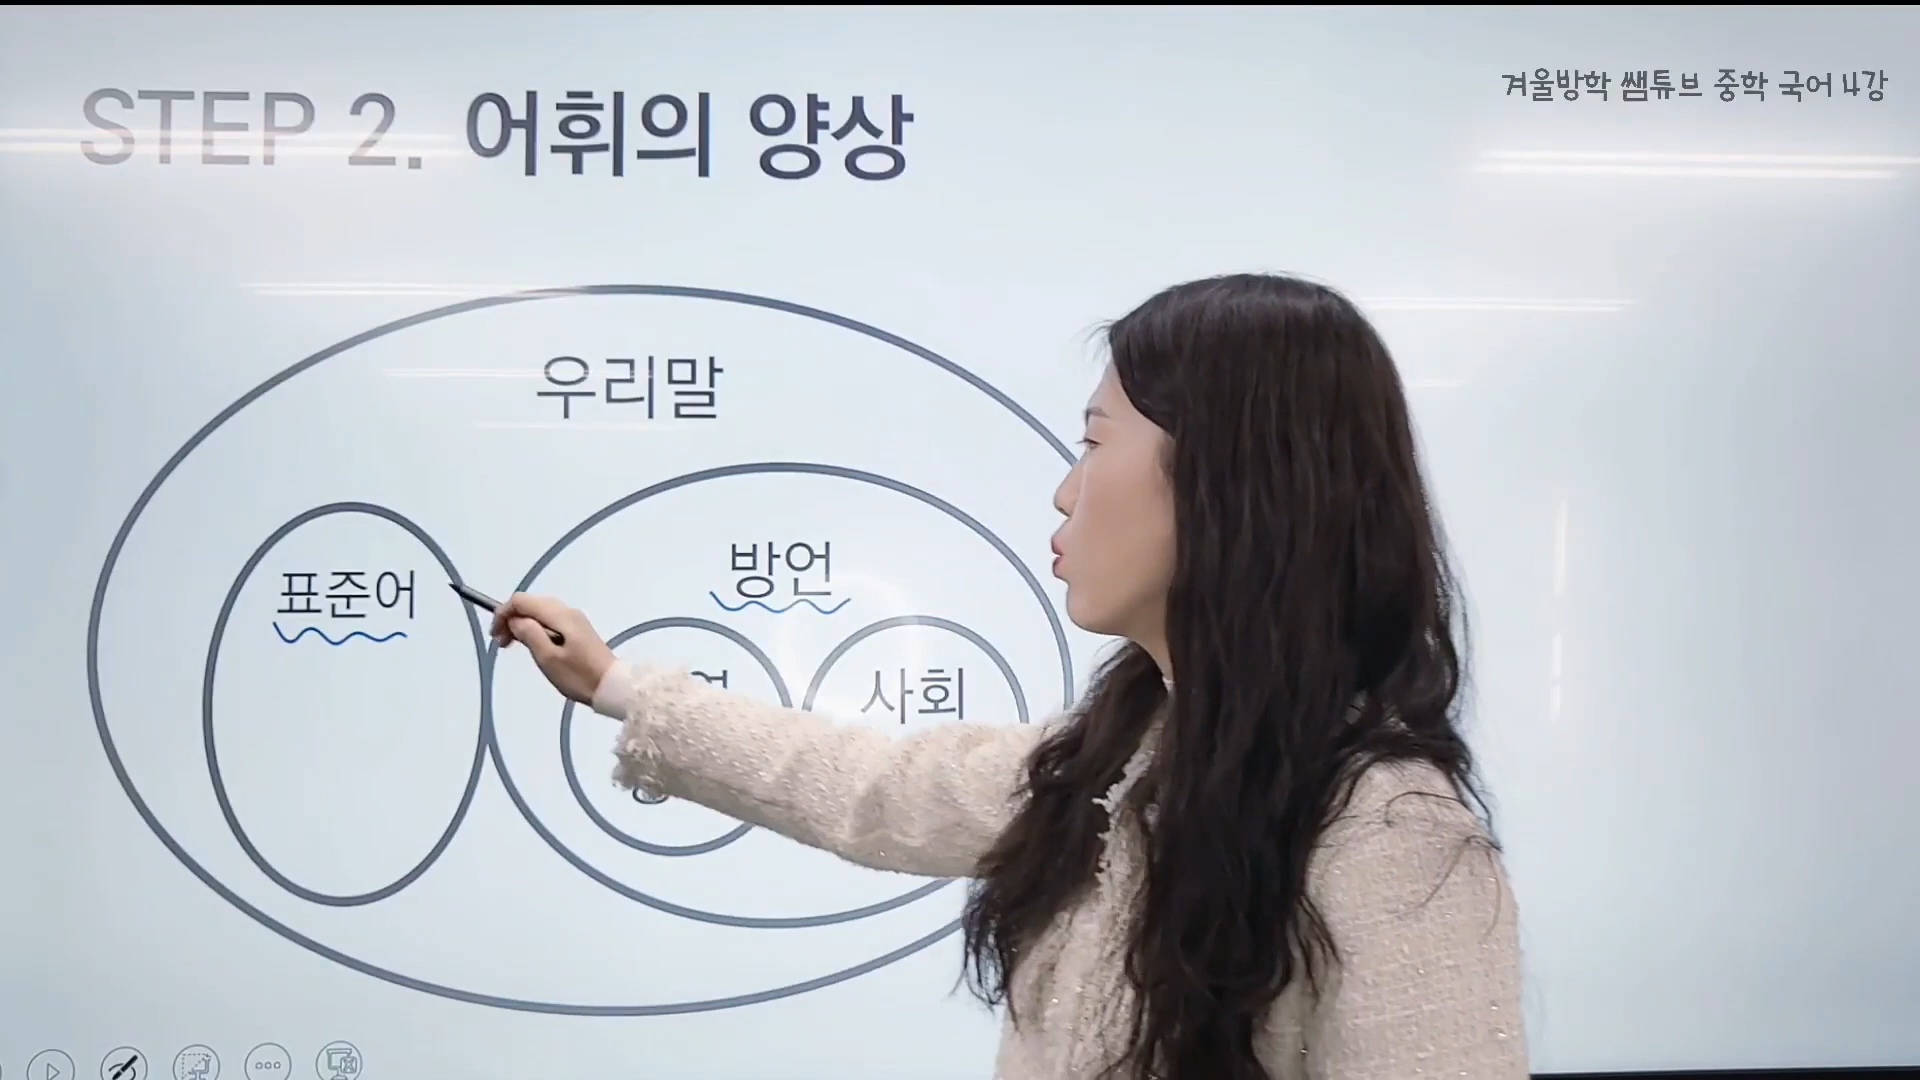 겨울방학 쌤튜브 중학 국어 4강
STEP 2. 어휘의 양상
우리말
표준어
방언
사회